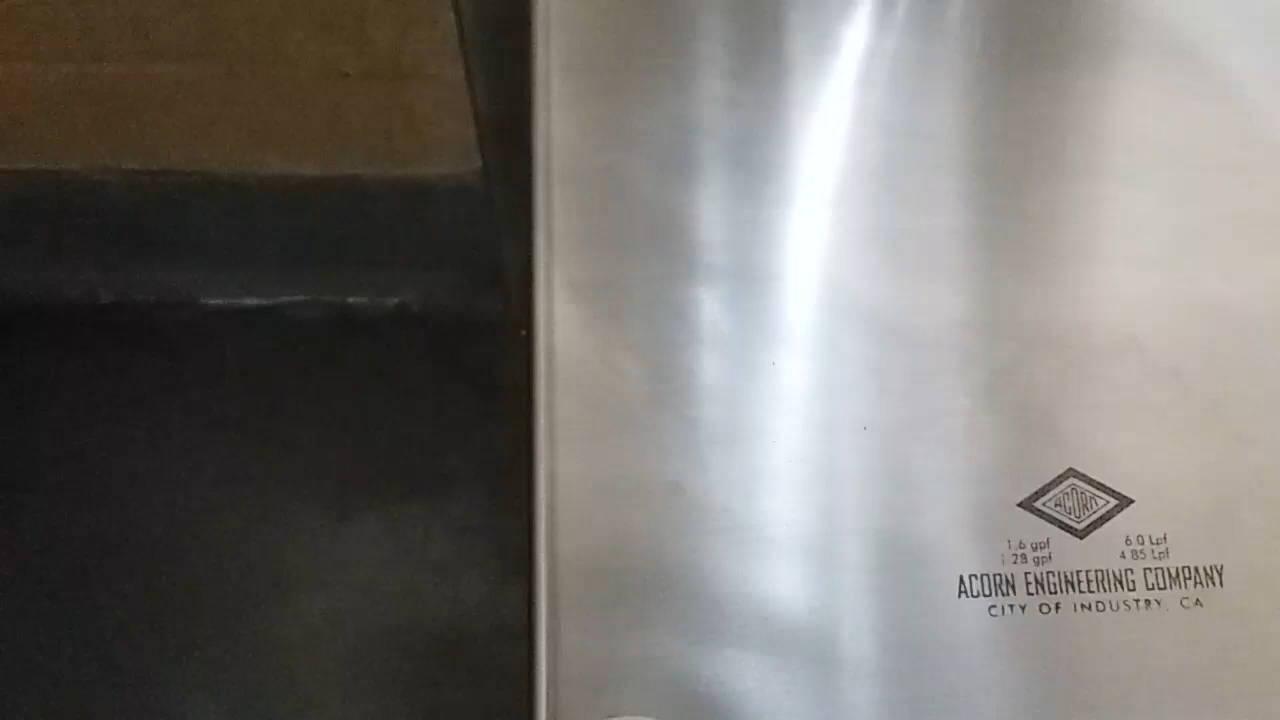 ACORN
1.6 gpf 6.0 Lpf
1.28 gpf 4.85 Lpf
ACORN ENGINEERING COMPANY
CITY OF INDUSTRY, CA